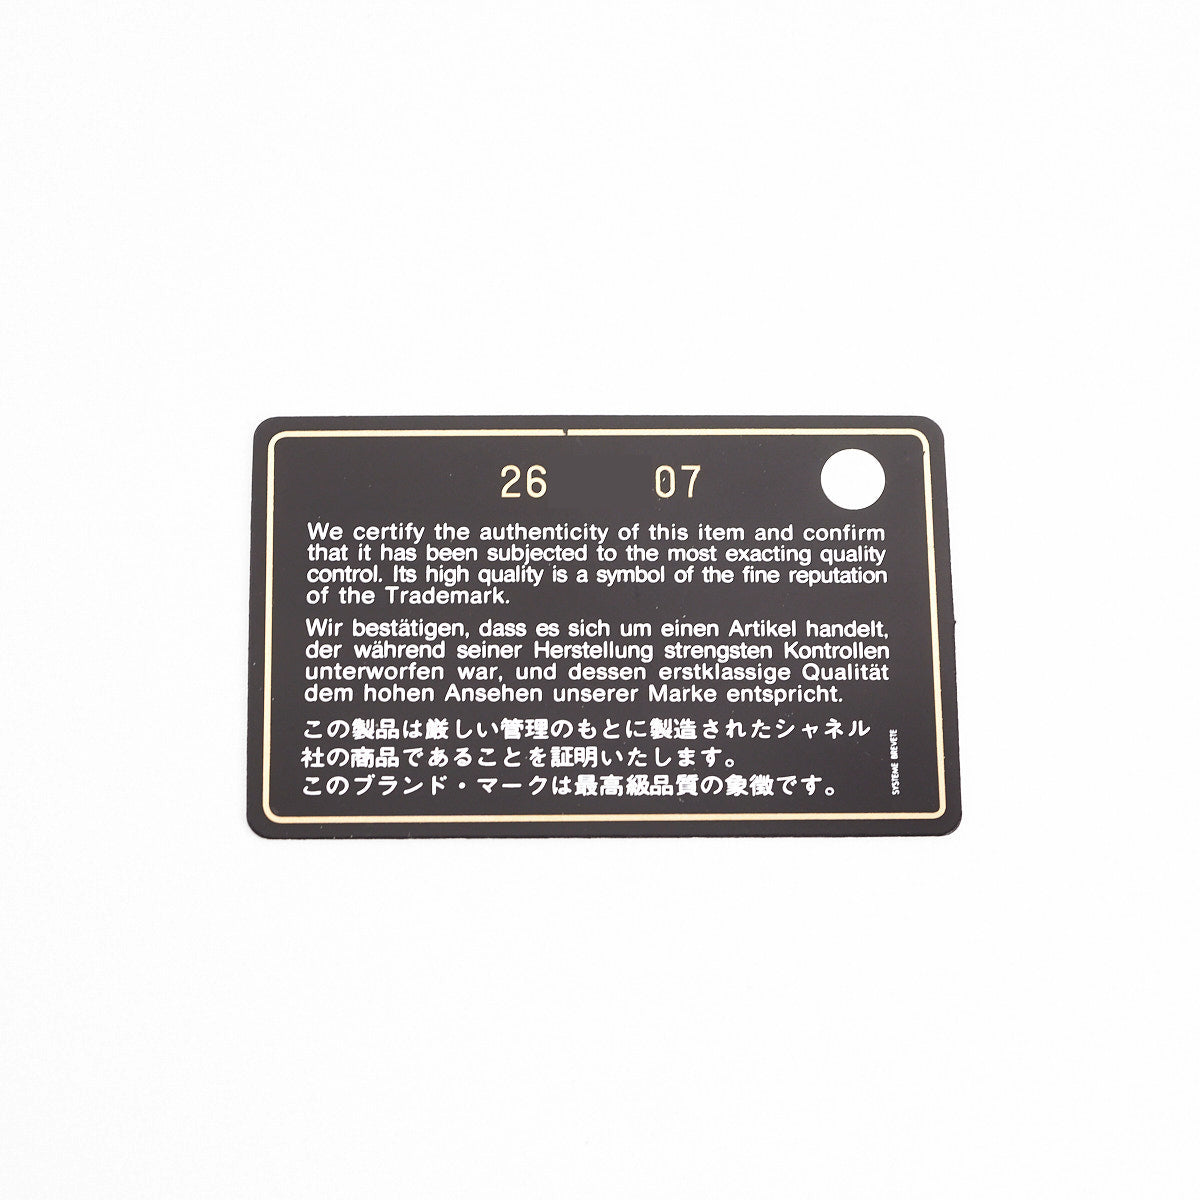 26 07
We certify the authenticity of this item and confirm
that it has been subjected to the most exacting quality
control. Its high quality is a symbol of the fine reputation
of the Trademark.
Wir bestätigen, dass es sich um einen Artikel handelt,
der während seiner Herstellung strengsten Kontrollen
unterworfen war, und dessen erstklassige Qualität
dem hohen Ansehen unserer Marke entspricht.
この製品は厳しい管理のもとに製造されたシャネル
社の商品であることを証明いたします。
このブランド・マークは最高級品質の象徴です。
SYSTEME BREVETE